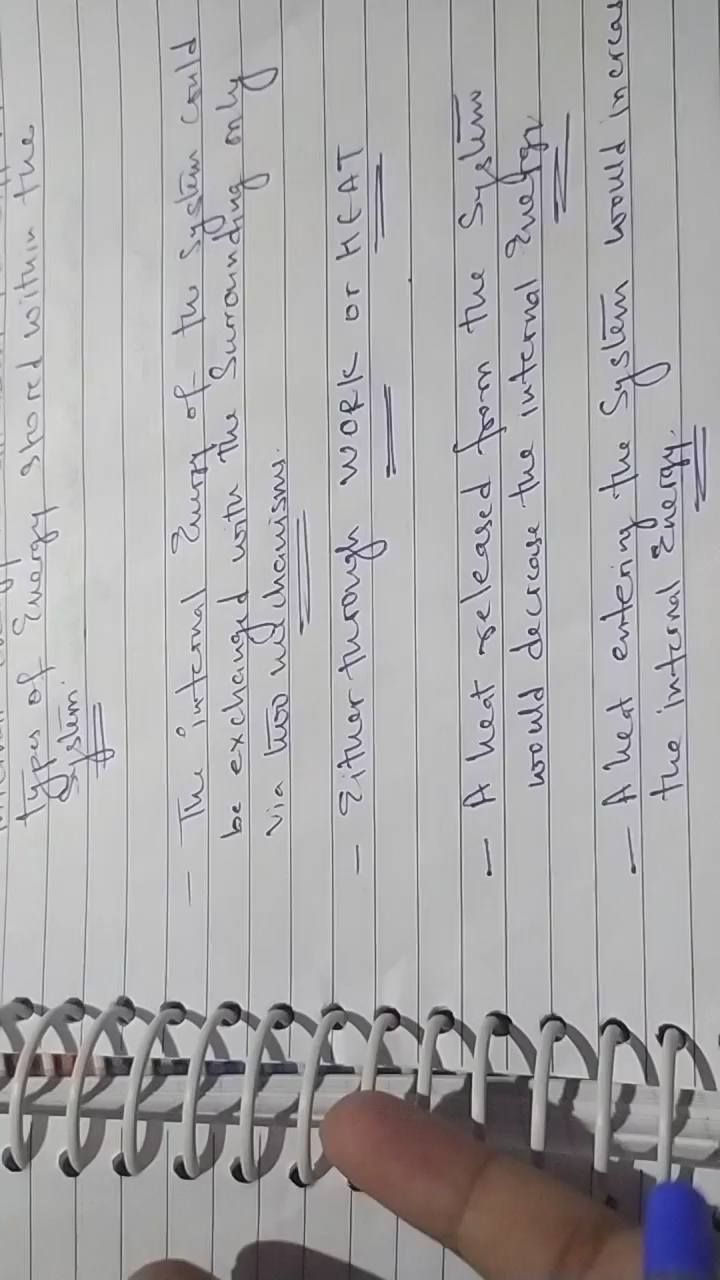 types of Energy stored within the
System.
- The internal Energy of the System could
be exchanged with the Surrounding only
via two mechanisms.
- Either through WORK or HEAT
- A heat released from the System
would decrease the internal Energy
- A heat entering the System would increas
the internal Energy.